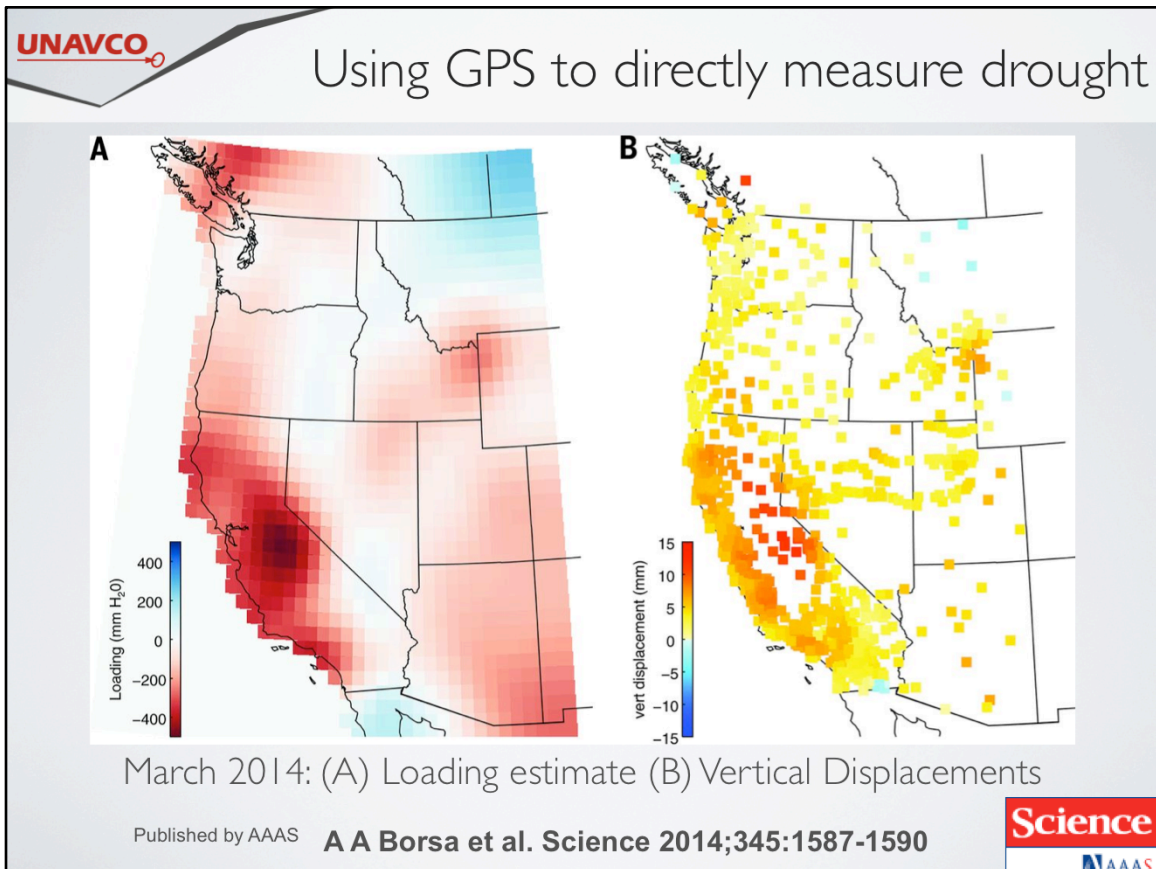 UNAVCO
Using GPS to directly measure drought
A
B
400
200
0
−200
−400
Loading (mm H20)
15
10
5
0
−5
−10
−15
vert displacement (mm)
March 2014: (A) Loading estimate (B) Vertical Displacements
Published by AAAS
A A Borsa et al. Science 2014;345:1587-1590
Science
AAAS